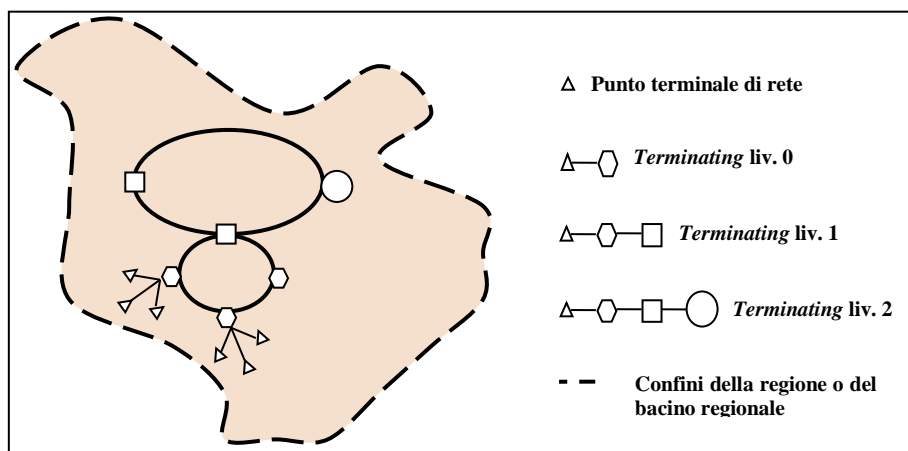 Punto terminale di rete
Terminating liv. 0
Terminating liv. 1
Terminating liv. 2
Confini della regione o del
bacino regionale